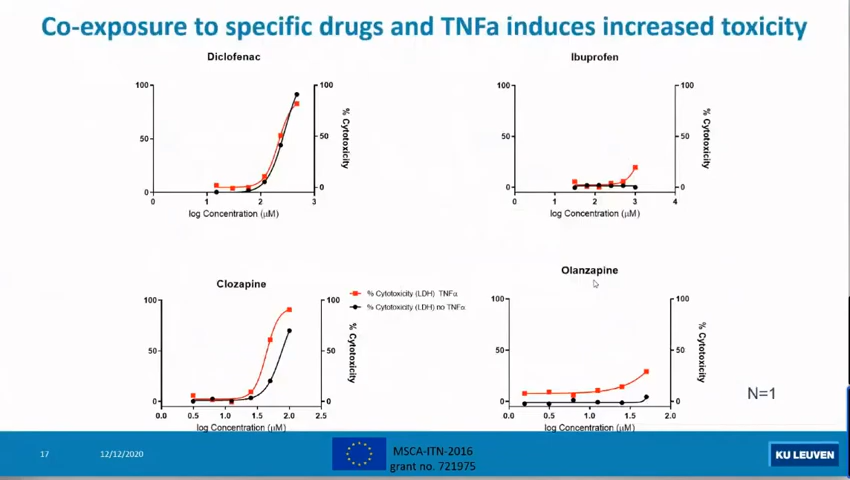 Co-exposure to specific drugs and TNFa induces increased toxicity
Diclofenac
100
50
0
100
50
0
% Cytotoxicity
0
1
2
3
log Concentration (µM)
Ibuprofen
100
50
0
100
50
0
% Cytotoxicity
0
1
2
3
4
log Concentration (µM)
Clozapine
100
50
0
100
50
0
% Cytotoxicity
0.0
0.5
1.0
1.5
2.0
2.5
log Concentration (µM)
% Cytotoxicity (LDH) TNFα
% Cytotoxicity (LDH) no TNFα
Olanzapine
100
50
0
100
50
0
% Cytotoxicity
0.0
0.5
1.0
1.5
2.0
log Concentration (µM)
N=1
17
12/12/2020
MSCA-ITN-2016
grant no. 721975
KU LEUVEN